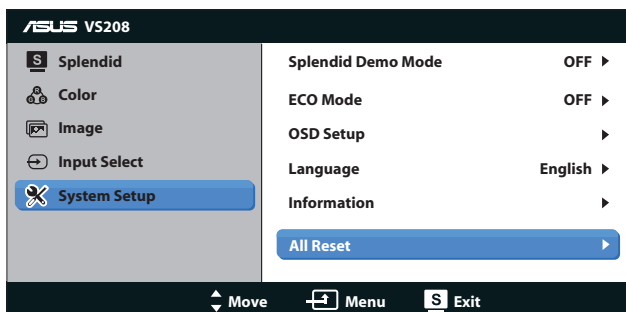 ASUS VS208
S Splendid
Color
Image
Input Select
System Setup
Splendid Demo Mode OFF
ECO Mode OFF
OSD Setup
Language English
Information
All Reset
Move Menu S Exit